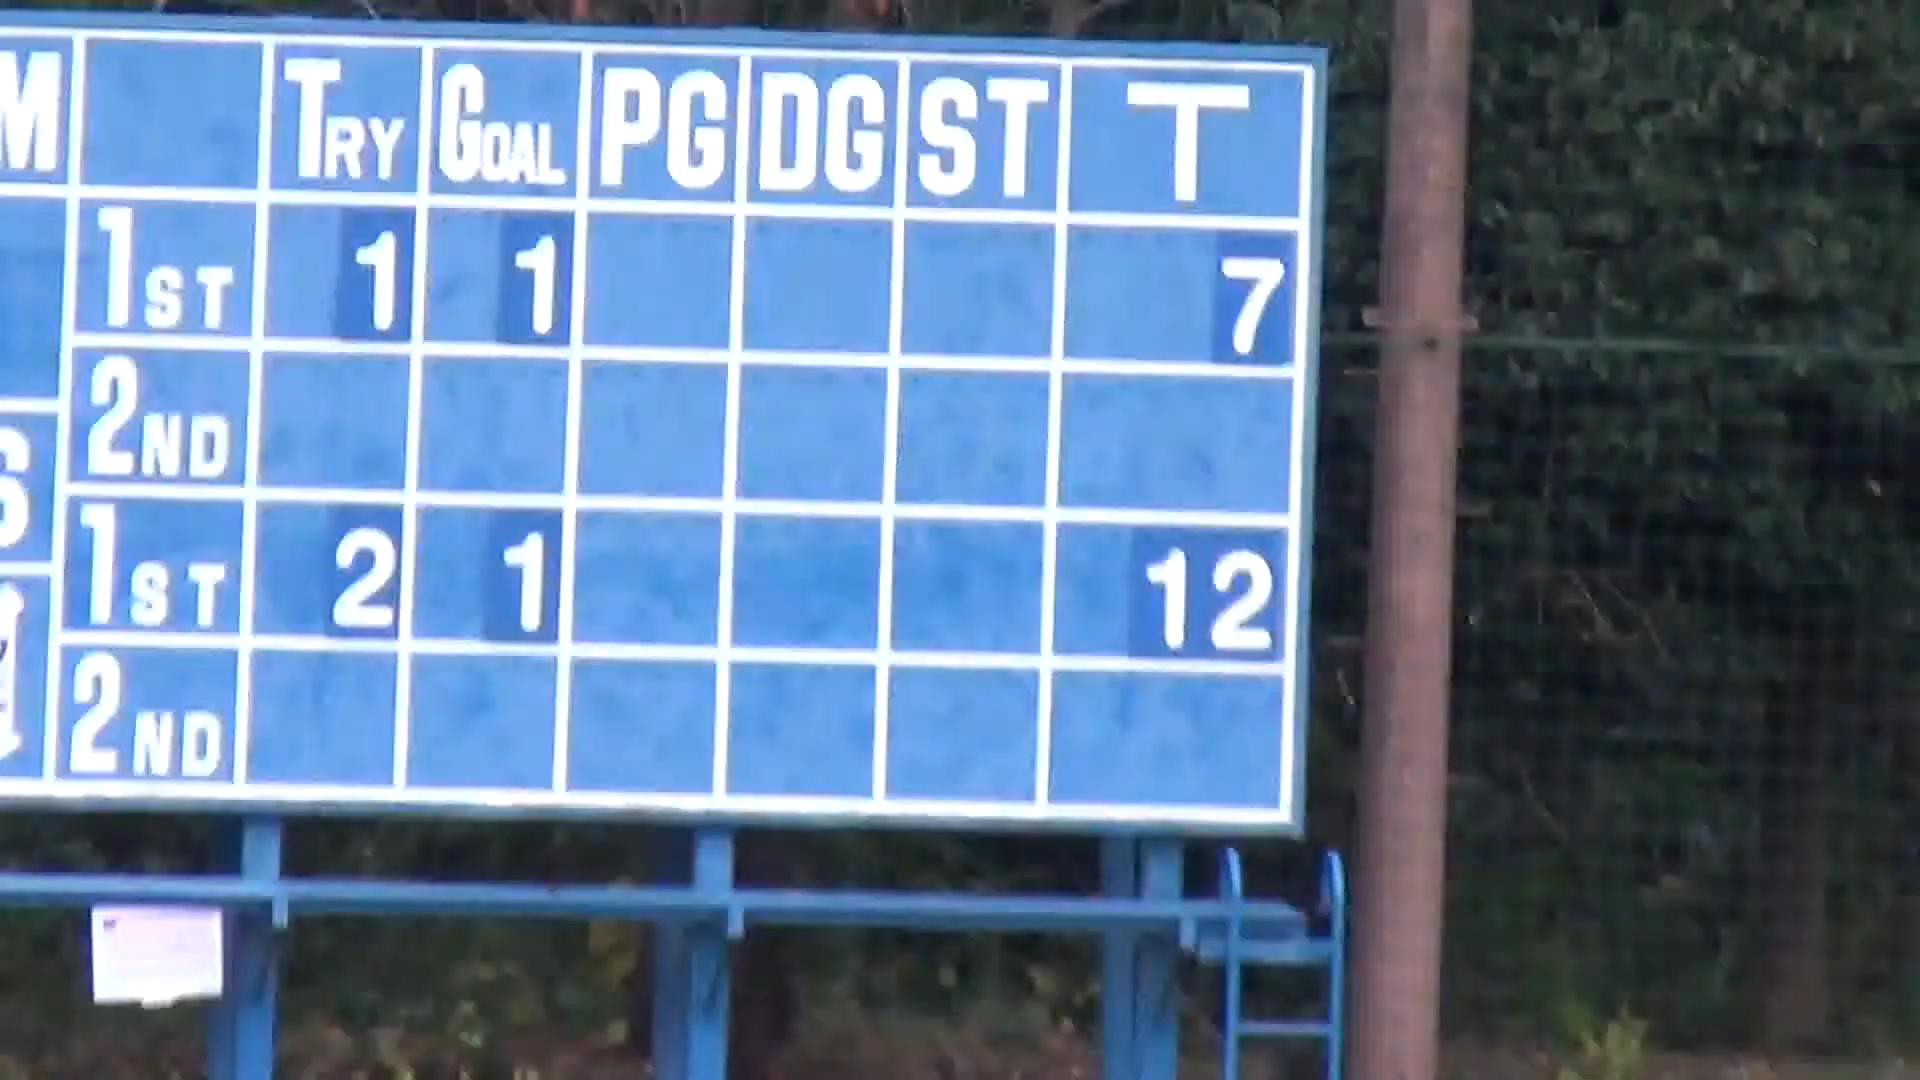 M TRY GOAL PG DG ST T
1ST 1 1 7
2ND
S 1ST 2 1 12
2ND